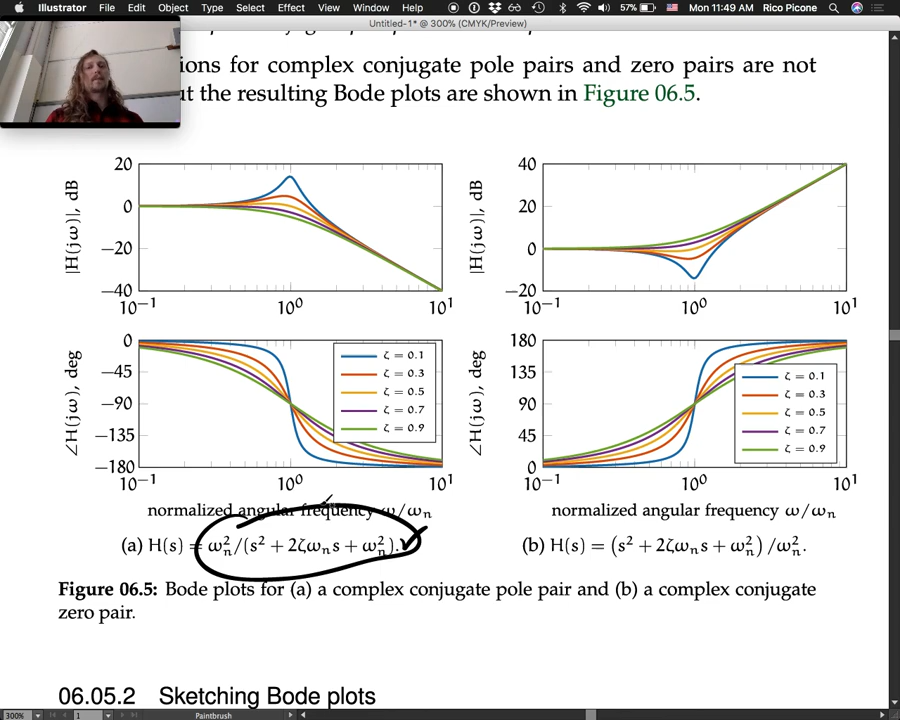 Illustrator File Edit Object Type Select Effect View Window Help 57% Mon 11:49 AM Rico Picone
Untitled-1* @ 300% (CMYK/Preview)
ions for complex conjugate pole pairs and zero pairs are not
ut the resulting Bode plots are shown in Figure 06.5.
|H(jω)|, dB
20
0
−20
−40
10⁻¹ 10⁰ 10¹
|H(jω)|, dB
40
20
0
−20
10⁻¹ 10⁰ 10¹
∠H(jω), deg
0
−45
−90
−135
−180
ζ = 0.1
ζ = 0.3
ζ = 0.5
ζ = 0.7
ζ = 0.9
10⁰ 10¹
normalized angular frequency ω/ωₙ
∠H(jω), deg
180
135
90
45
0
ζ = 0.1
ζ = 0.3
ζ = 0.5
ζ = 0.7
ζ = 0.9
10⁰ 10¹
normalized angular frequency ω/ωₙ
(a) H(s) = ωₙ²/(s² + 2ζωₙs + ωₙ²).
(b) H(s) = (s² + 2ζωₙs + ωₙ²) /ωₙ².
Figure 06.5: Bode plots for (a) a complex conjugate pole pair and (b) a complex conjugate
zero pair.
06.05.2 Sketching Bode plots
300% 1 Paintbrush